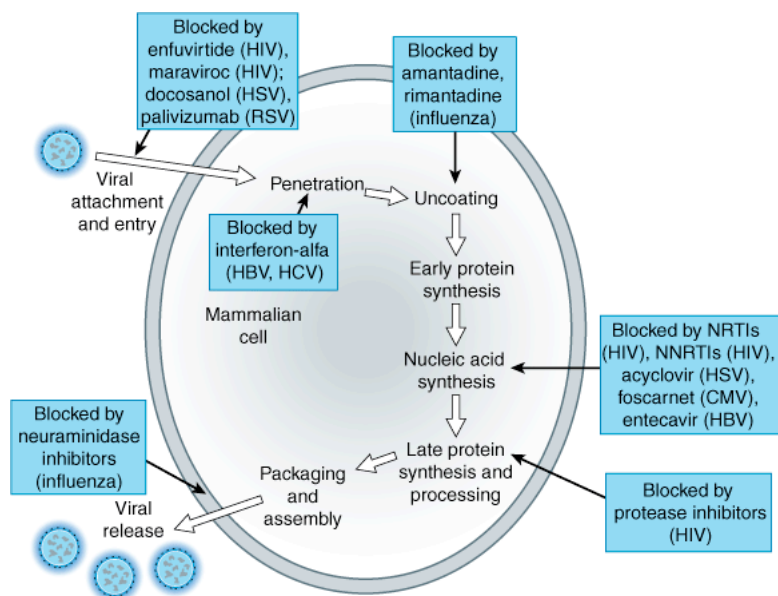 Blocked by
enfuvirtide (HIV),
maraviroc (HIV);
docosanol (HSV),
palivizumab (RSV)
Blocked by
amantadine,
rimantadine
(influenza)
Viral
attachment
and entry
Penetration
Uncoating
Blocked by
interferon-alfa
(HBV, HCV)
Early protein
synthesis
Mammalian
cell
Nucleic acid
synthesis
Blocked by NRTIs
(HIV), NNRTIs (HIV),
acyclovir (HSV),
foscarnet (CMV),
entecavir (HBV)
Late protein
synthesis and
processing
Blocked by
protease inhibitors
(HIV)
Packaging
and
assembly
Blocked by
neuraminidase
inhibitors
(influenza)
Viral
release